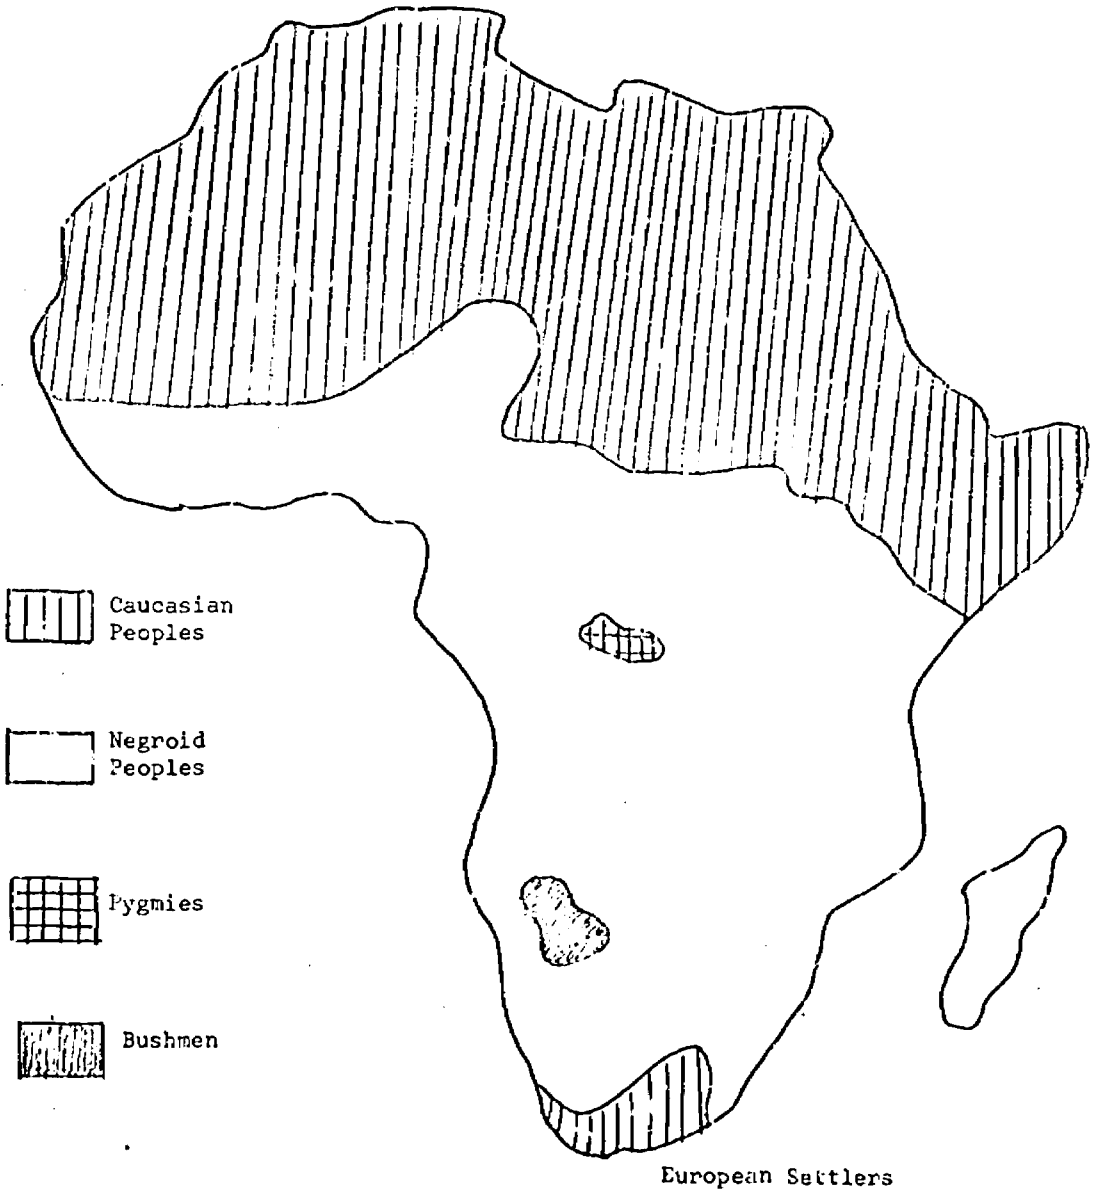 Caucasian
Peoples
Negroid
Peoples
Pygmies
Bushmen
European Settlers